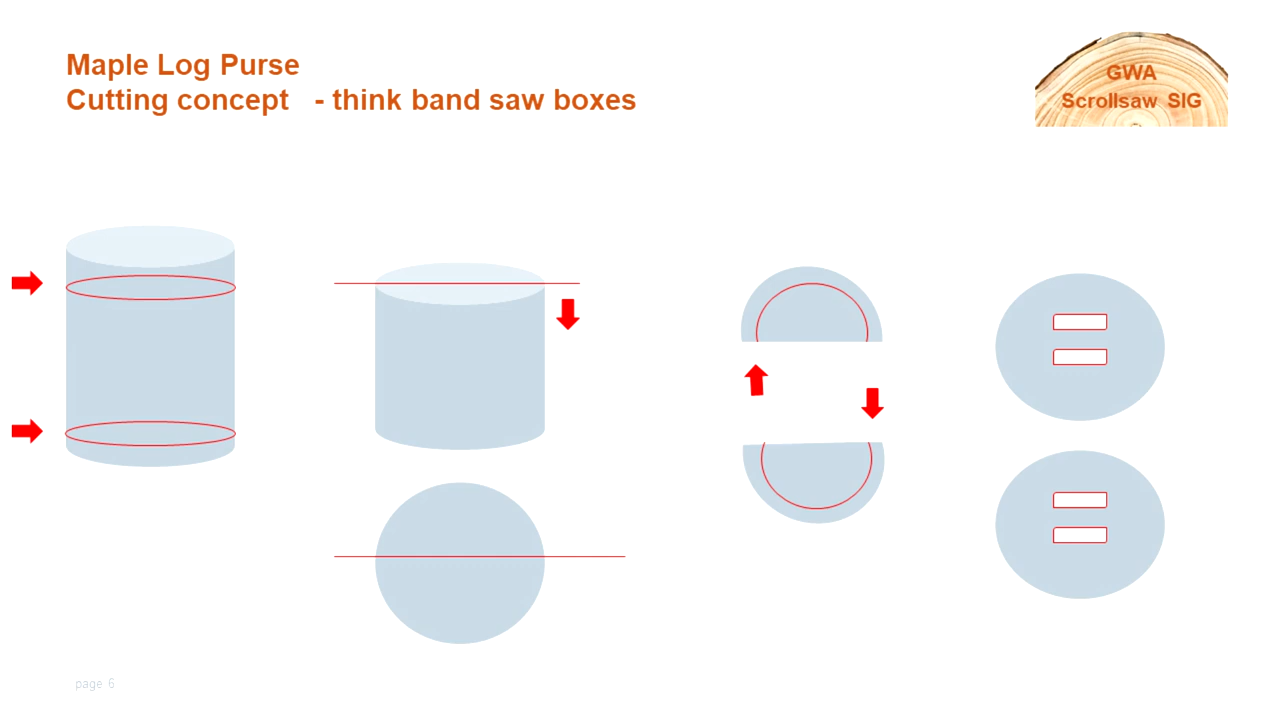 Maple Log Purse
Cutting concept - think band saw boxes
GWA
Scrollsaw SIG
page 6